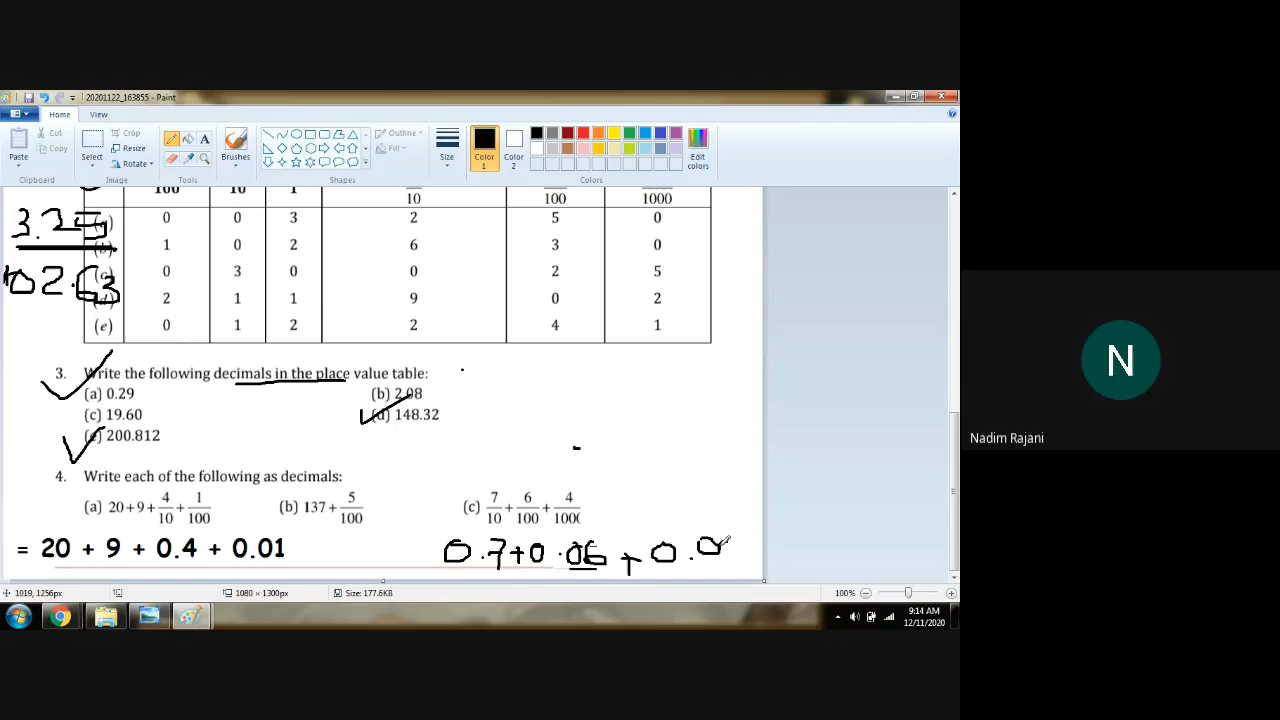 20201122_163855 - Paint
Home View
Paste Cut Copy Select Crop Resize Rotate Brushes Outline Fill Size Color 1 Color 2 Edit colors
Clipboard Image Tools Shapes Colors
100 10 1 10 100 1000
3.25 (a) 0 0 3 2 5 0
(b) 1 0 2 6 3 0
102.63 (c) 0 3 0 0 2 5
(d) 2 1 1 9 0 2
(e) 0 1 2 2 4 1
3. Write the following decimals in the place value table:
(a) 0.29 (b) 2.08
(c) 19.60 (d) 148.32
(e) 200.812
4. Write each of the following as decimals:
(a) 20+9+4/10+1/100 (b) 137+5/100 (c) 7/10+6/100+4/1000
= 20 + 9 + 0.4 + 0.01 0.7+0.06 + 0.0
1019, 1256px 1080 × 1300px Size: 177.6KB 100%
9:14 AM
12/11/2020
N
Nadim Rajani